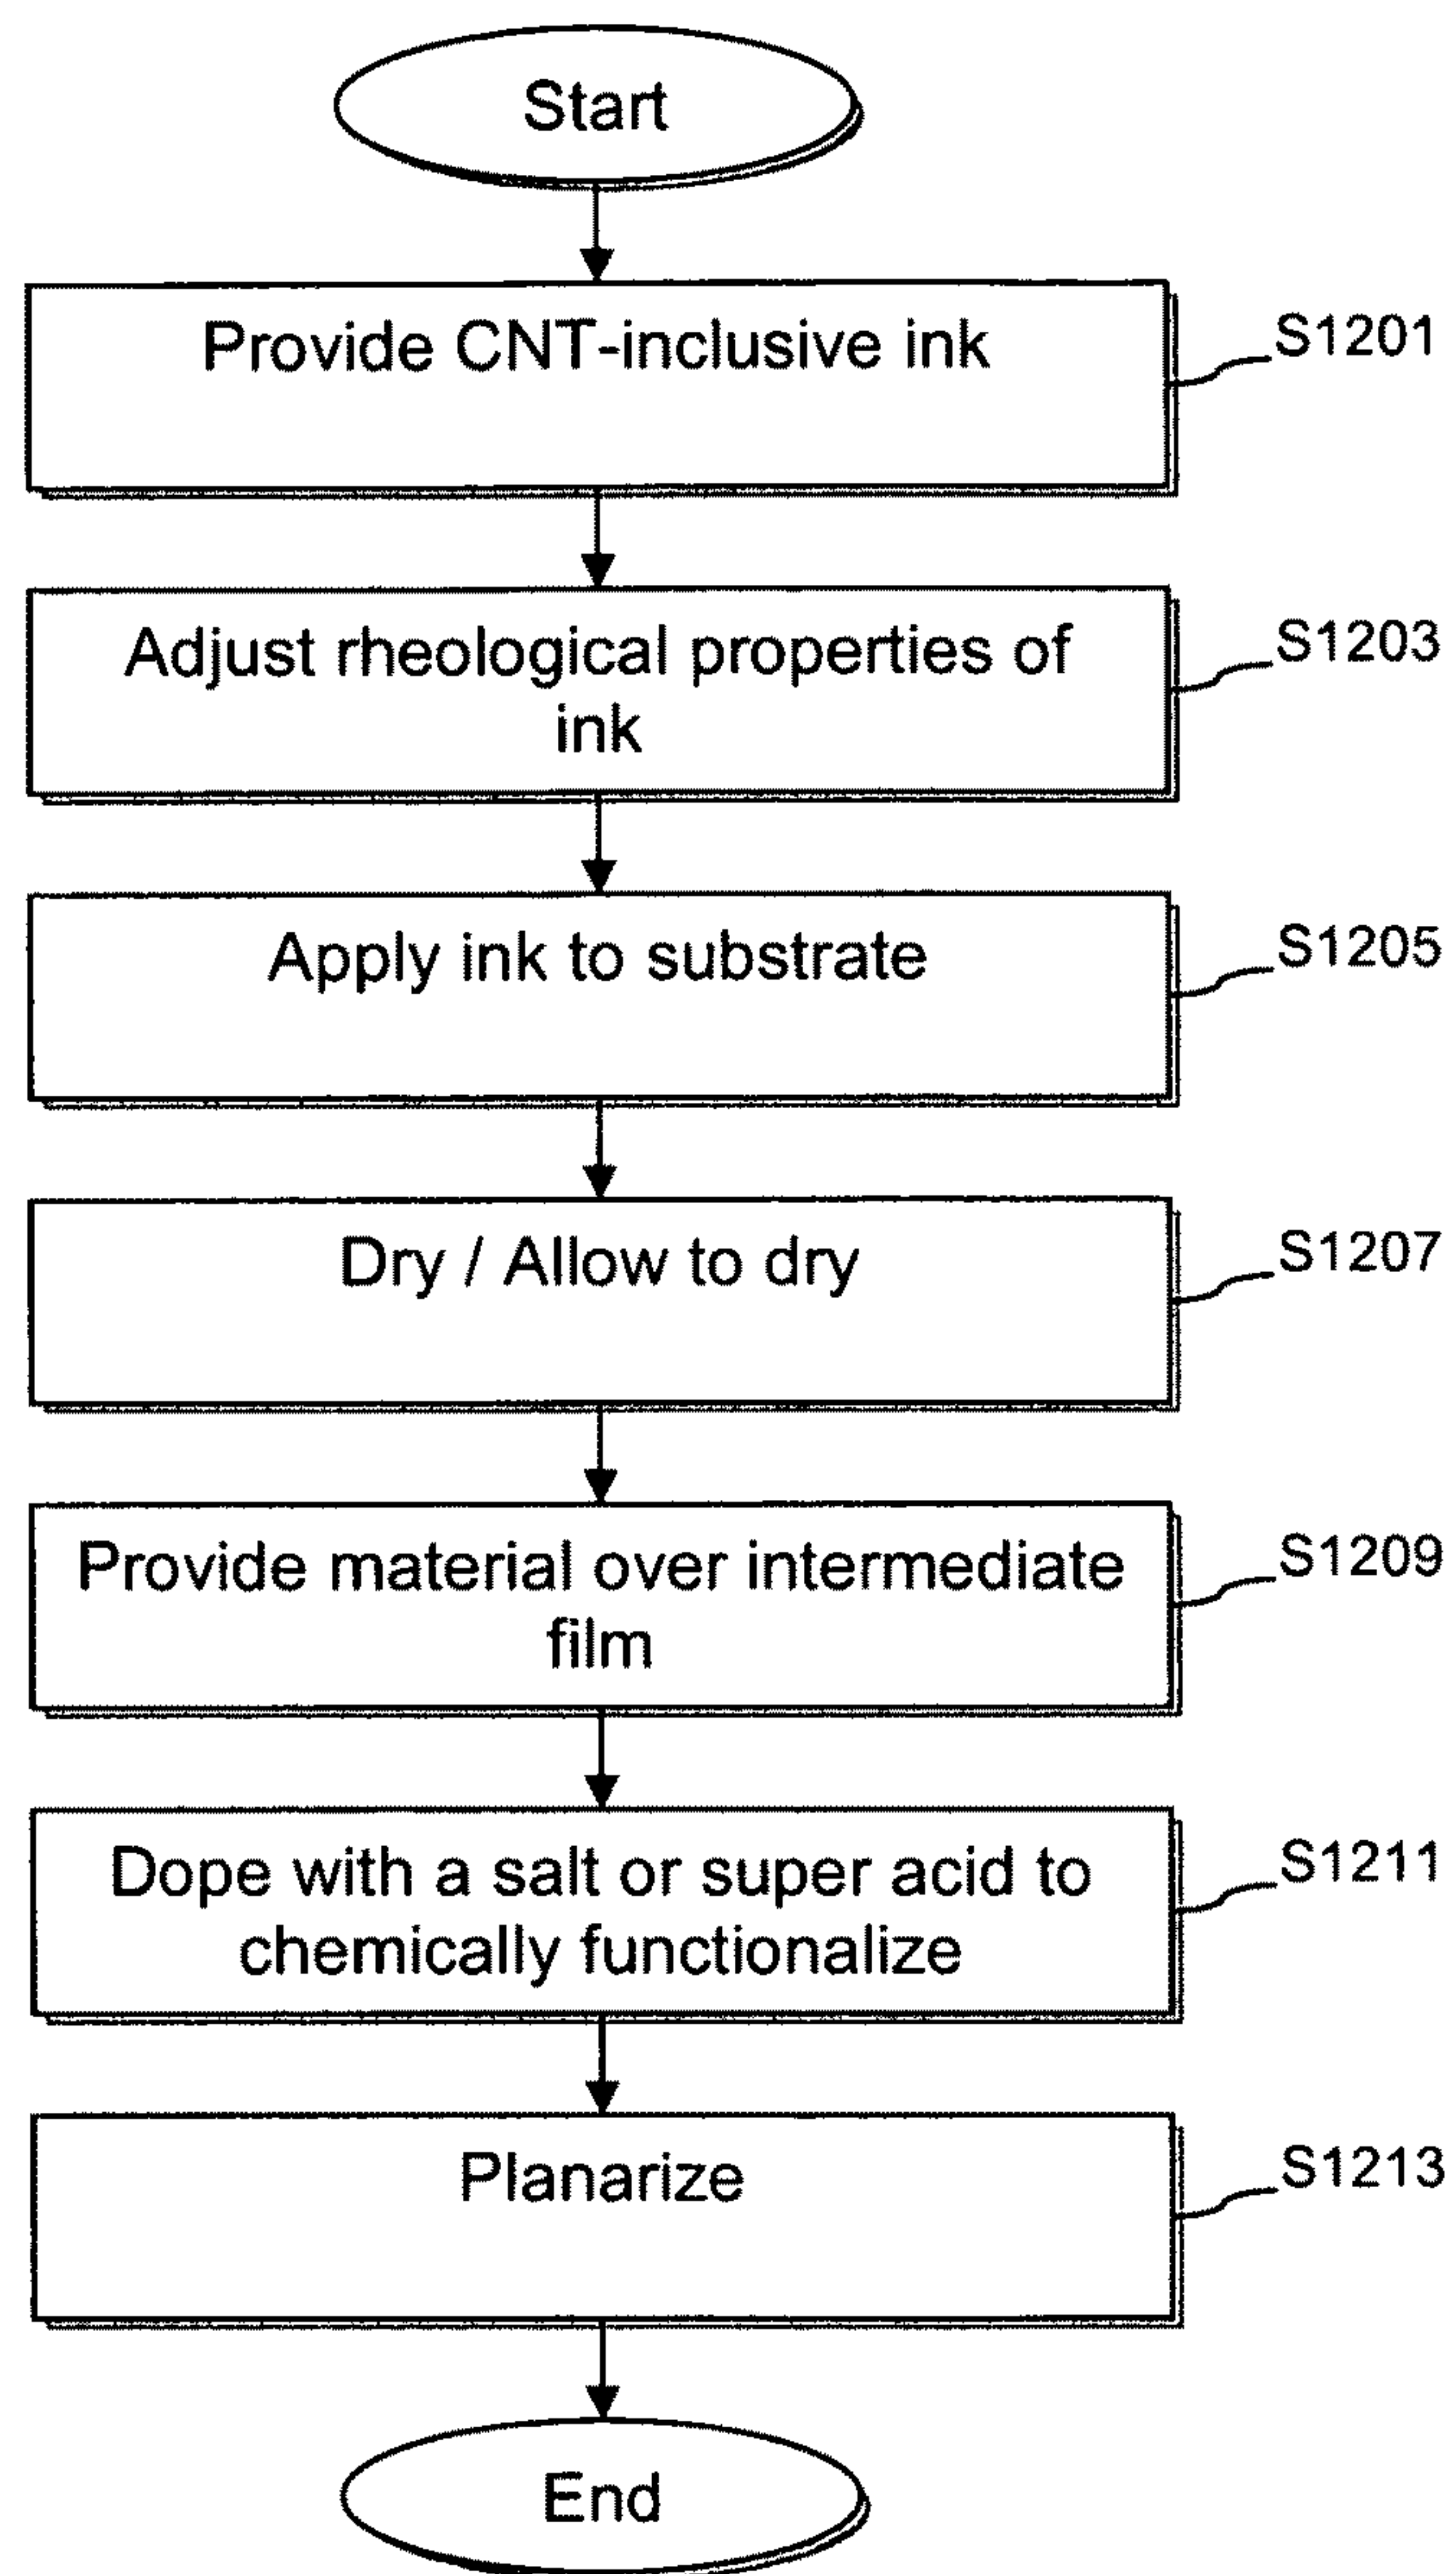 Start
Provide CNT-inclusive ink
S1201
Adjust rheological properties of
ink
S1203
Apply ink to substrate
S1205
Dry / Allow to dry
S1207
Provide material over intermediate
film
S1209
Dope with a salt or super acid to
chemically functionalize
S1211
Planarize
S1213
End